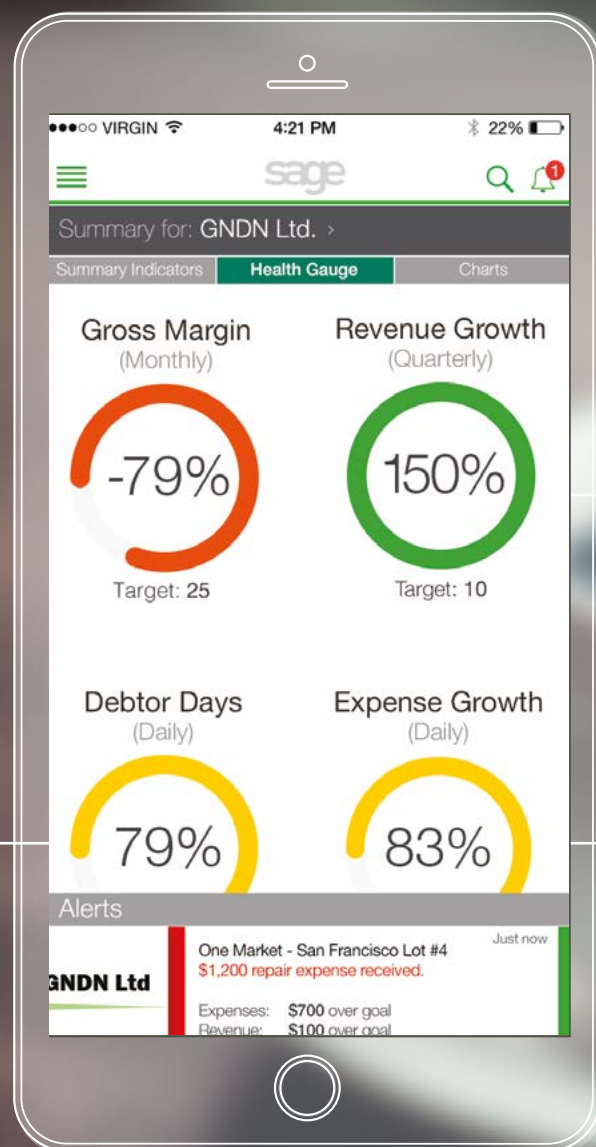 VIRGIN 4:21 PM 22%
sage 1
Summary for: GNDN Ltd. >
Summary Indicators Health Gauge Charts
Gross Margin Revenue Growth
(Monthly) (Quarterly)
-79% 150%
Target: 25 Target: 10
Debtor Days Expense Growth
(Daily) (Daily)
79% 83%
Alerts
GNDN Ltd
One Market - San Francisco Lot #4 Just now
$1,200 repair expense received.
Expenses: $700 over goal
Revenue: $100 over goal